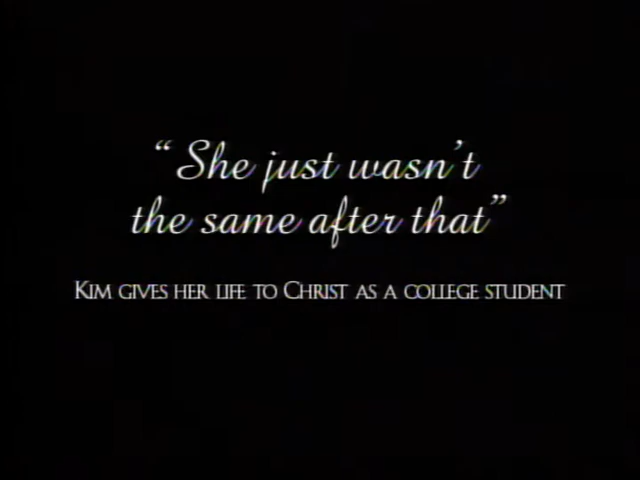 “She just wasn’t
the same after that”
Kim gives her life to Christ as a college student